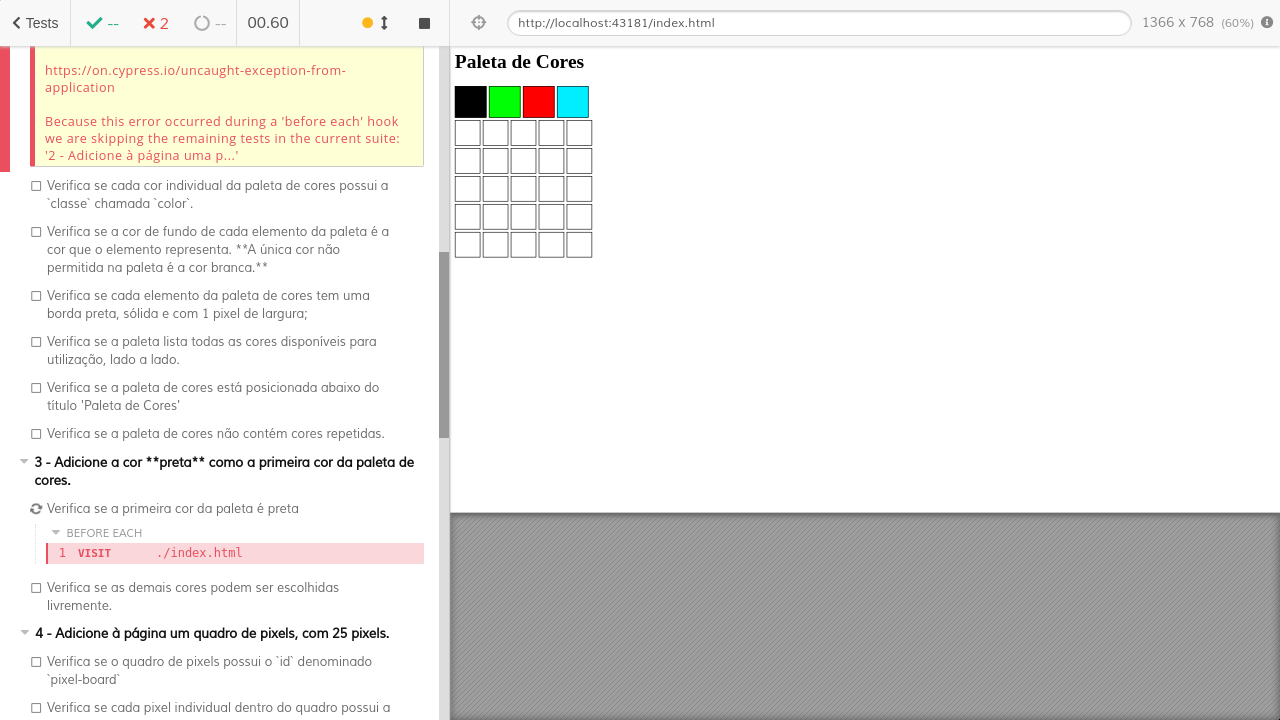 Tests
--
2
--
00.60
http://localhost:43181/index.html
1366 x 768 (60%)
https://on.cypress.io/uncaught-exception-from-
application
Because this error occurred during a 'before each' hook
we are skipping the remaining tests in the current suite:
'2 - Adicione à página uma p...'
Verifica se cada cor individual da paleta de cores possui a
`classe` chamada `color`.
Verifica se a cor de fundo de cada elemento da paleta é a
cor que o elemento representa. **A única cor não
permitida na paleta é a cor branca.**
Verifica se cada elemento da paleta de cores tem uma
borda preta, sólida e com 1 pixel de largura;
Verifica se a paleta lista todas as cores disponíveis para
utilização, lado a lado.
Verifica se a paleta de cores está posicionada abaixo do
título 'Paleta de Cores'
Verifica se a paleta de cores não contém cores repetidas.
3 - Adicione a cor **preta** como a primeira cor da paleta de
cores.
Verifica se a primeira cor da paleta é preta
BEFORE EACH
1 VISIT ./index.html
Verifica se as demais cores podem ser escolhidas
livremente.
4 - Adicione à página um quadro de pixels, com 25 pixels.
Verifica se o quadro de pixels possui o `id` denominado
`pixel-board`
Verifica se cada pixel individual dentro do quadro possui a
Paleta de Cores